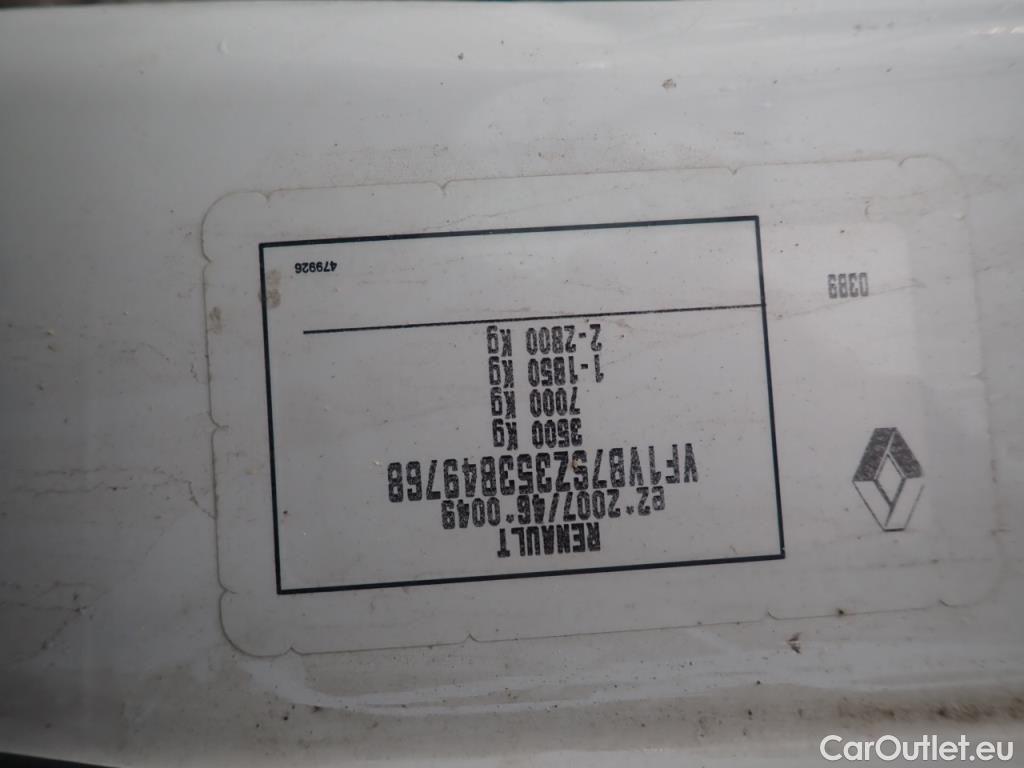 RENAULT
e2*2007/46*0049
VF1VB7SZ353849768
3500 Kg
7000 Kg
1-1850 Kg
2-2800 Kg
479926
0389
CarOutlet.eu